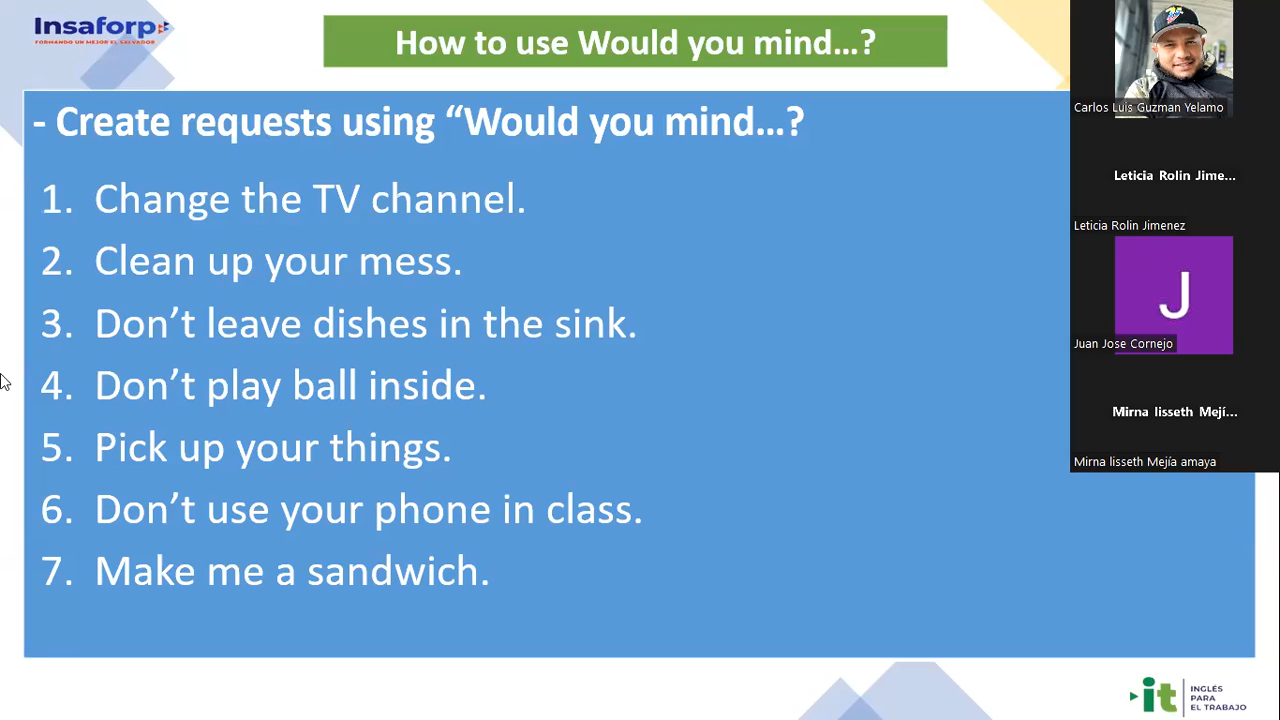 Insaforp
FORMANDO UN MEJOR EL SALVADOR
How to use Would you mind…?
- Create requests using “Would you mind…?
1. Change the TV channel.
2. Clean up your mess.
3. Don’t leave dishes in the sink.
4. Don’t play ball inside.
5. Pick up your things.
6. Don’t use your phone in class.
7. Make me a sandwich.
Carlos Luis Guzman Yelamo
Leticia Rolin Jime...
Leticia Rolin Jimenez
J
Juan Jose Cornejo
Mirna lisseth Mejí...
Mirna lisseth Mejía amaya
it
INGLÉS
PARA
EL TRABAJO